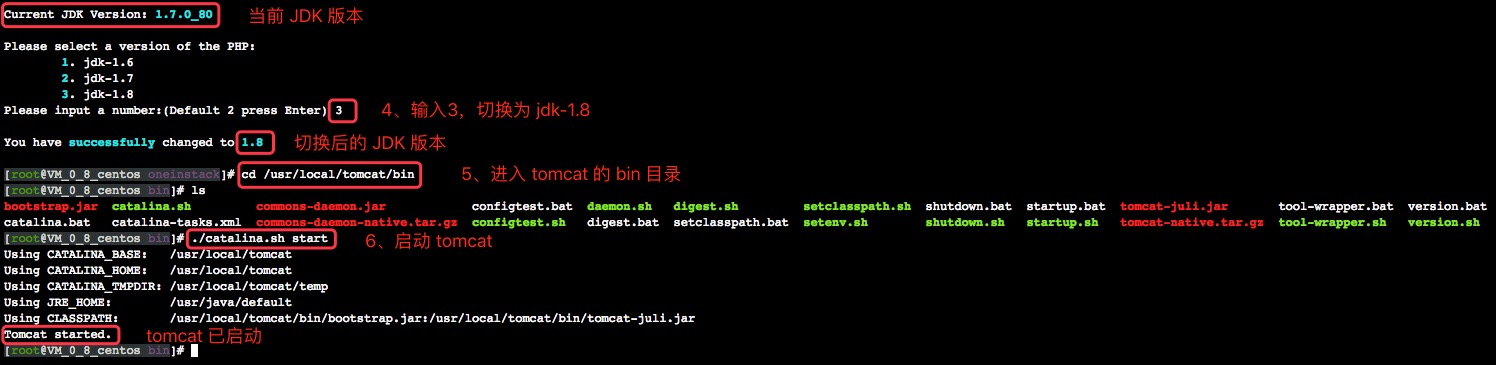 Current JDK Version: 1.7.0_80 当前 JDK 版本
Please select a version of the PHP:
1. jdk-1.6
2. jdk-1.7
3. jdk-1.8
Please input a number:(Default 2 press Enter) 3 4、输入3，切换为 jdk-1.8
You have successfully changed to 1.8 切换后的 JDK 版本
[root@VM_0_8_centos oneinstack]# cd /usr/local/tomcat/bin 5、进入 tomcat 的 bin 目录
[root@VM_0_8_centos bin]# ls
bootstrap.jar catalina.sh commons-daemon.jar configtest.bat daemon.sh digest.sh setclasspath.sh shutdown.bat startup.bat tomcat-juli.jar tool-wrapper.bat version.bat
catalina.bat catalina-tasks.xml commons-daemon-native.tar.gz configtest.sh digest.bat setclasspath.bat setenv.sh shutdown.sh startup.sh tomcat-native.tar.gz tool-wrapper.sh version.sh
[root@VM_0_8_centos bin]# ./catalina.sh start 6、启动 tomcat
Using CATALINA_BASE: /usr/local/tomcat
Using CATALINA_HOME: /usr/local/tomcat
Using CATALINA_TMPDIR: /usr/local/tomcat/temp
Using JRE_HOME: /usr/java/default
Using CLASSPATH: /usr/local/tomcat/bin/bootstrap.jar:/usr/local/tomcat/bin/tomcat-juli.jar
Tomcat started. tomcat 已启动
[root@VM_0_8_centos bin]#